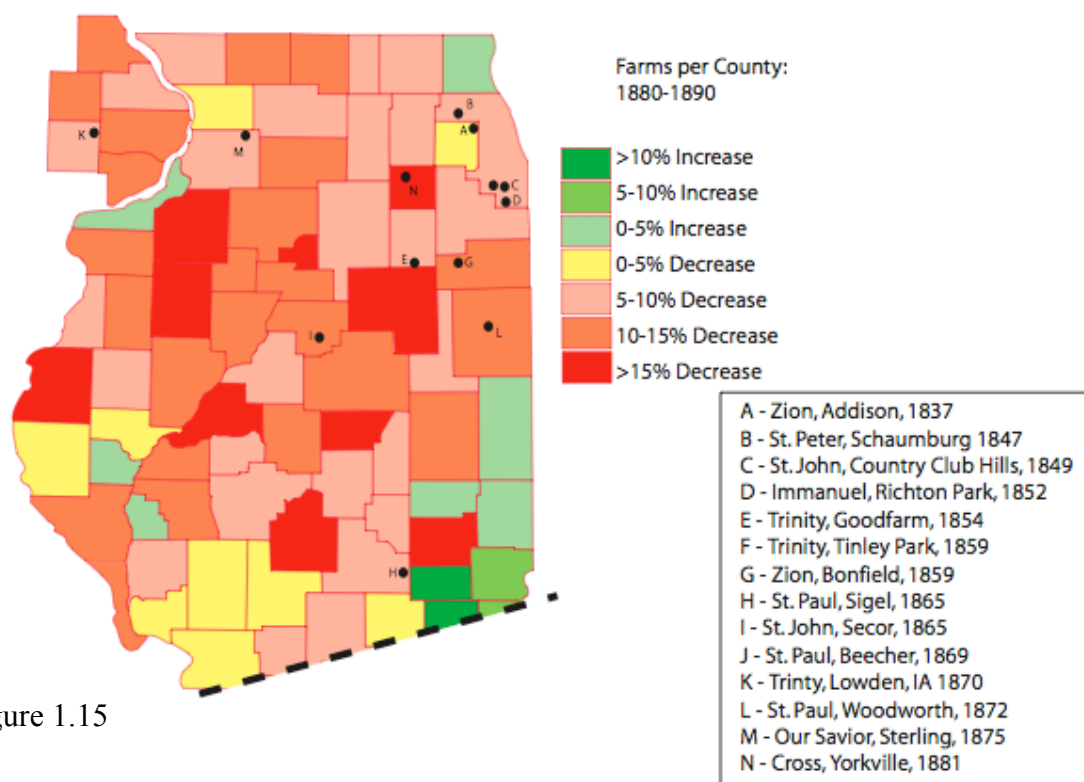 Farms per County:
1880-1890
>10% Increase
5-10% Increase
0-5% Increase
0-5% Decrease
5-10% Decrease
10-15% Decrease
>15% Decrease
B
A
K
M
N
C
D
E
G
I
L
H
A - Zion, Addison, 1837
B - St. Peter, Schaumburg 1847
C - St. John, Country Club Hills, 1849
D - Immanuel, Richton Park, 1852
E - Trinity, Goodfarm, 1854
F - Trinity, Tinley Park, 1859
G - Zion, Bonfield, 1859
H - St. Paul, Sigel, 1865
I - St. John, Secor, 1865
J - St. Paul, Beecher, 1869
K - Trinty, Lowden, IA 1870
L - St. Paul, Woodworth, 1872
M - Our Savior, Sterling, 1875
N - Cross, Yorkville, 1881
gure 1.15